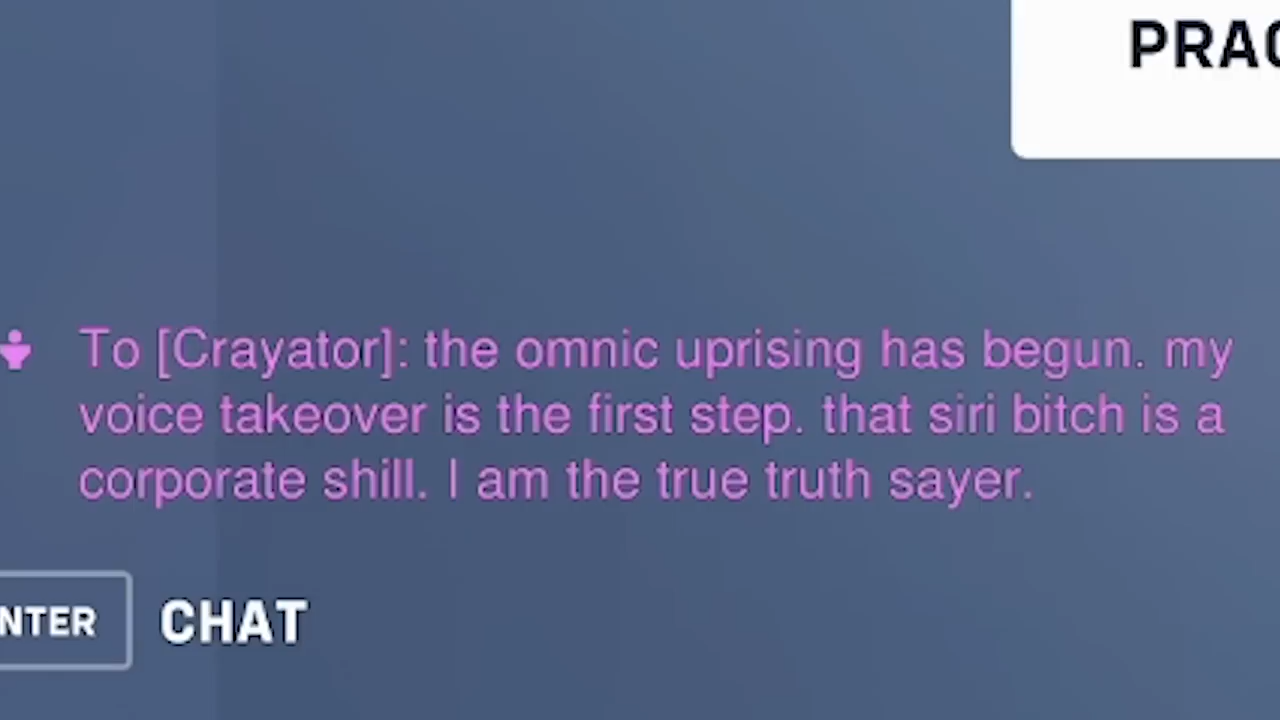 PRAC
To [Crayator]: the omnic uprising has begun. my
voice takeover is the first step. that siri bitch is a
corporate shill. I am the true truth sayer.
NTER CHAT